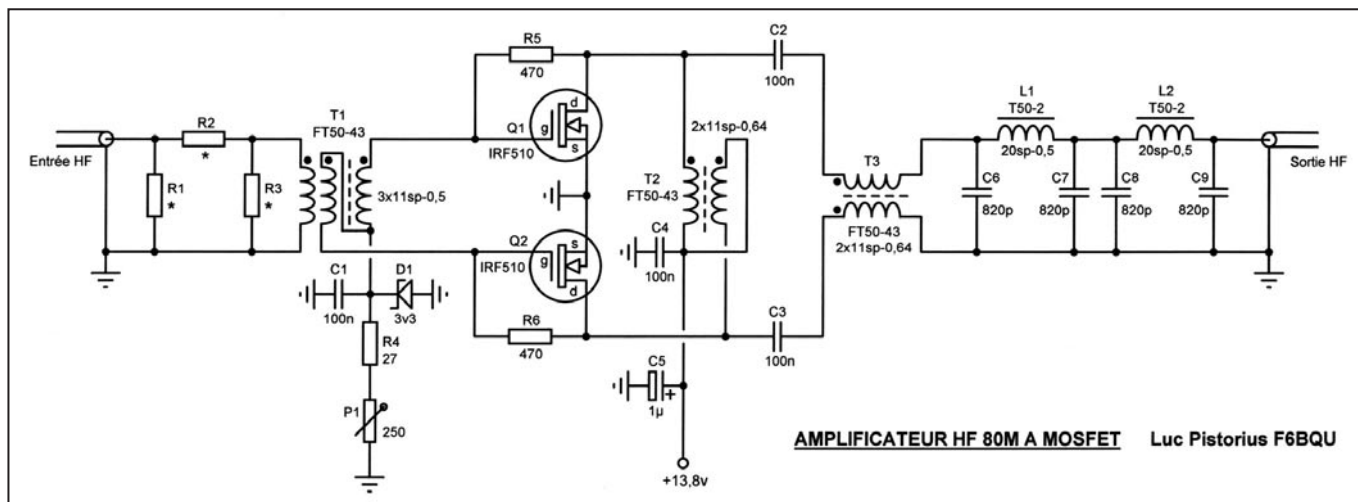 R5
470
C2
100n
L1
T50-2
20sp-0,5
L2
T50-2
20sp-0,5
T1
FT50-43
3x11sp-0,5
R2
*
Entrée HF
R1
*
R3
*
Q1
IRF510
d
g
s
2x11sp-0,64
T2
FT50-43
T3
FT50-43
2x11sp-0,64
C6
820p
C7
820p
C8
820p
C9
820p
Sortie HF
Q2
IRF510
s
g
d
C4
100n
C1
100n
D1
3v3
R4
27
R6
470
C3
100n
C5
+
1µ
P1
250
+13,8v
AMPLIFICATEUR HF 80M A MOSFET Luc Pistorius F6BQU